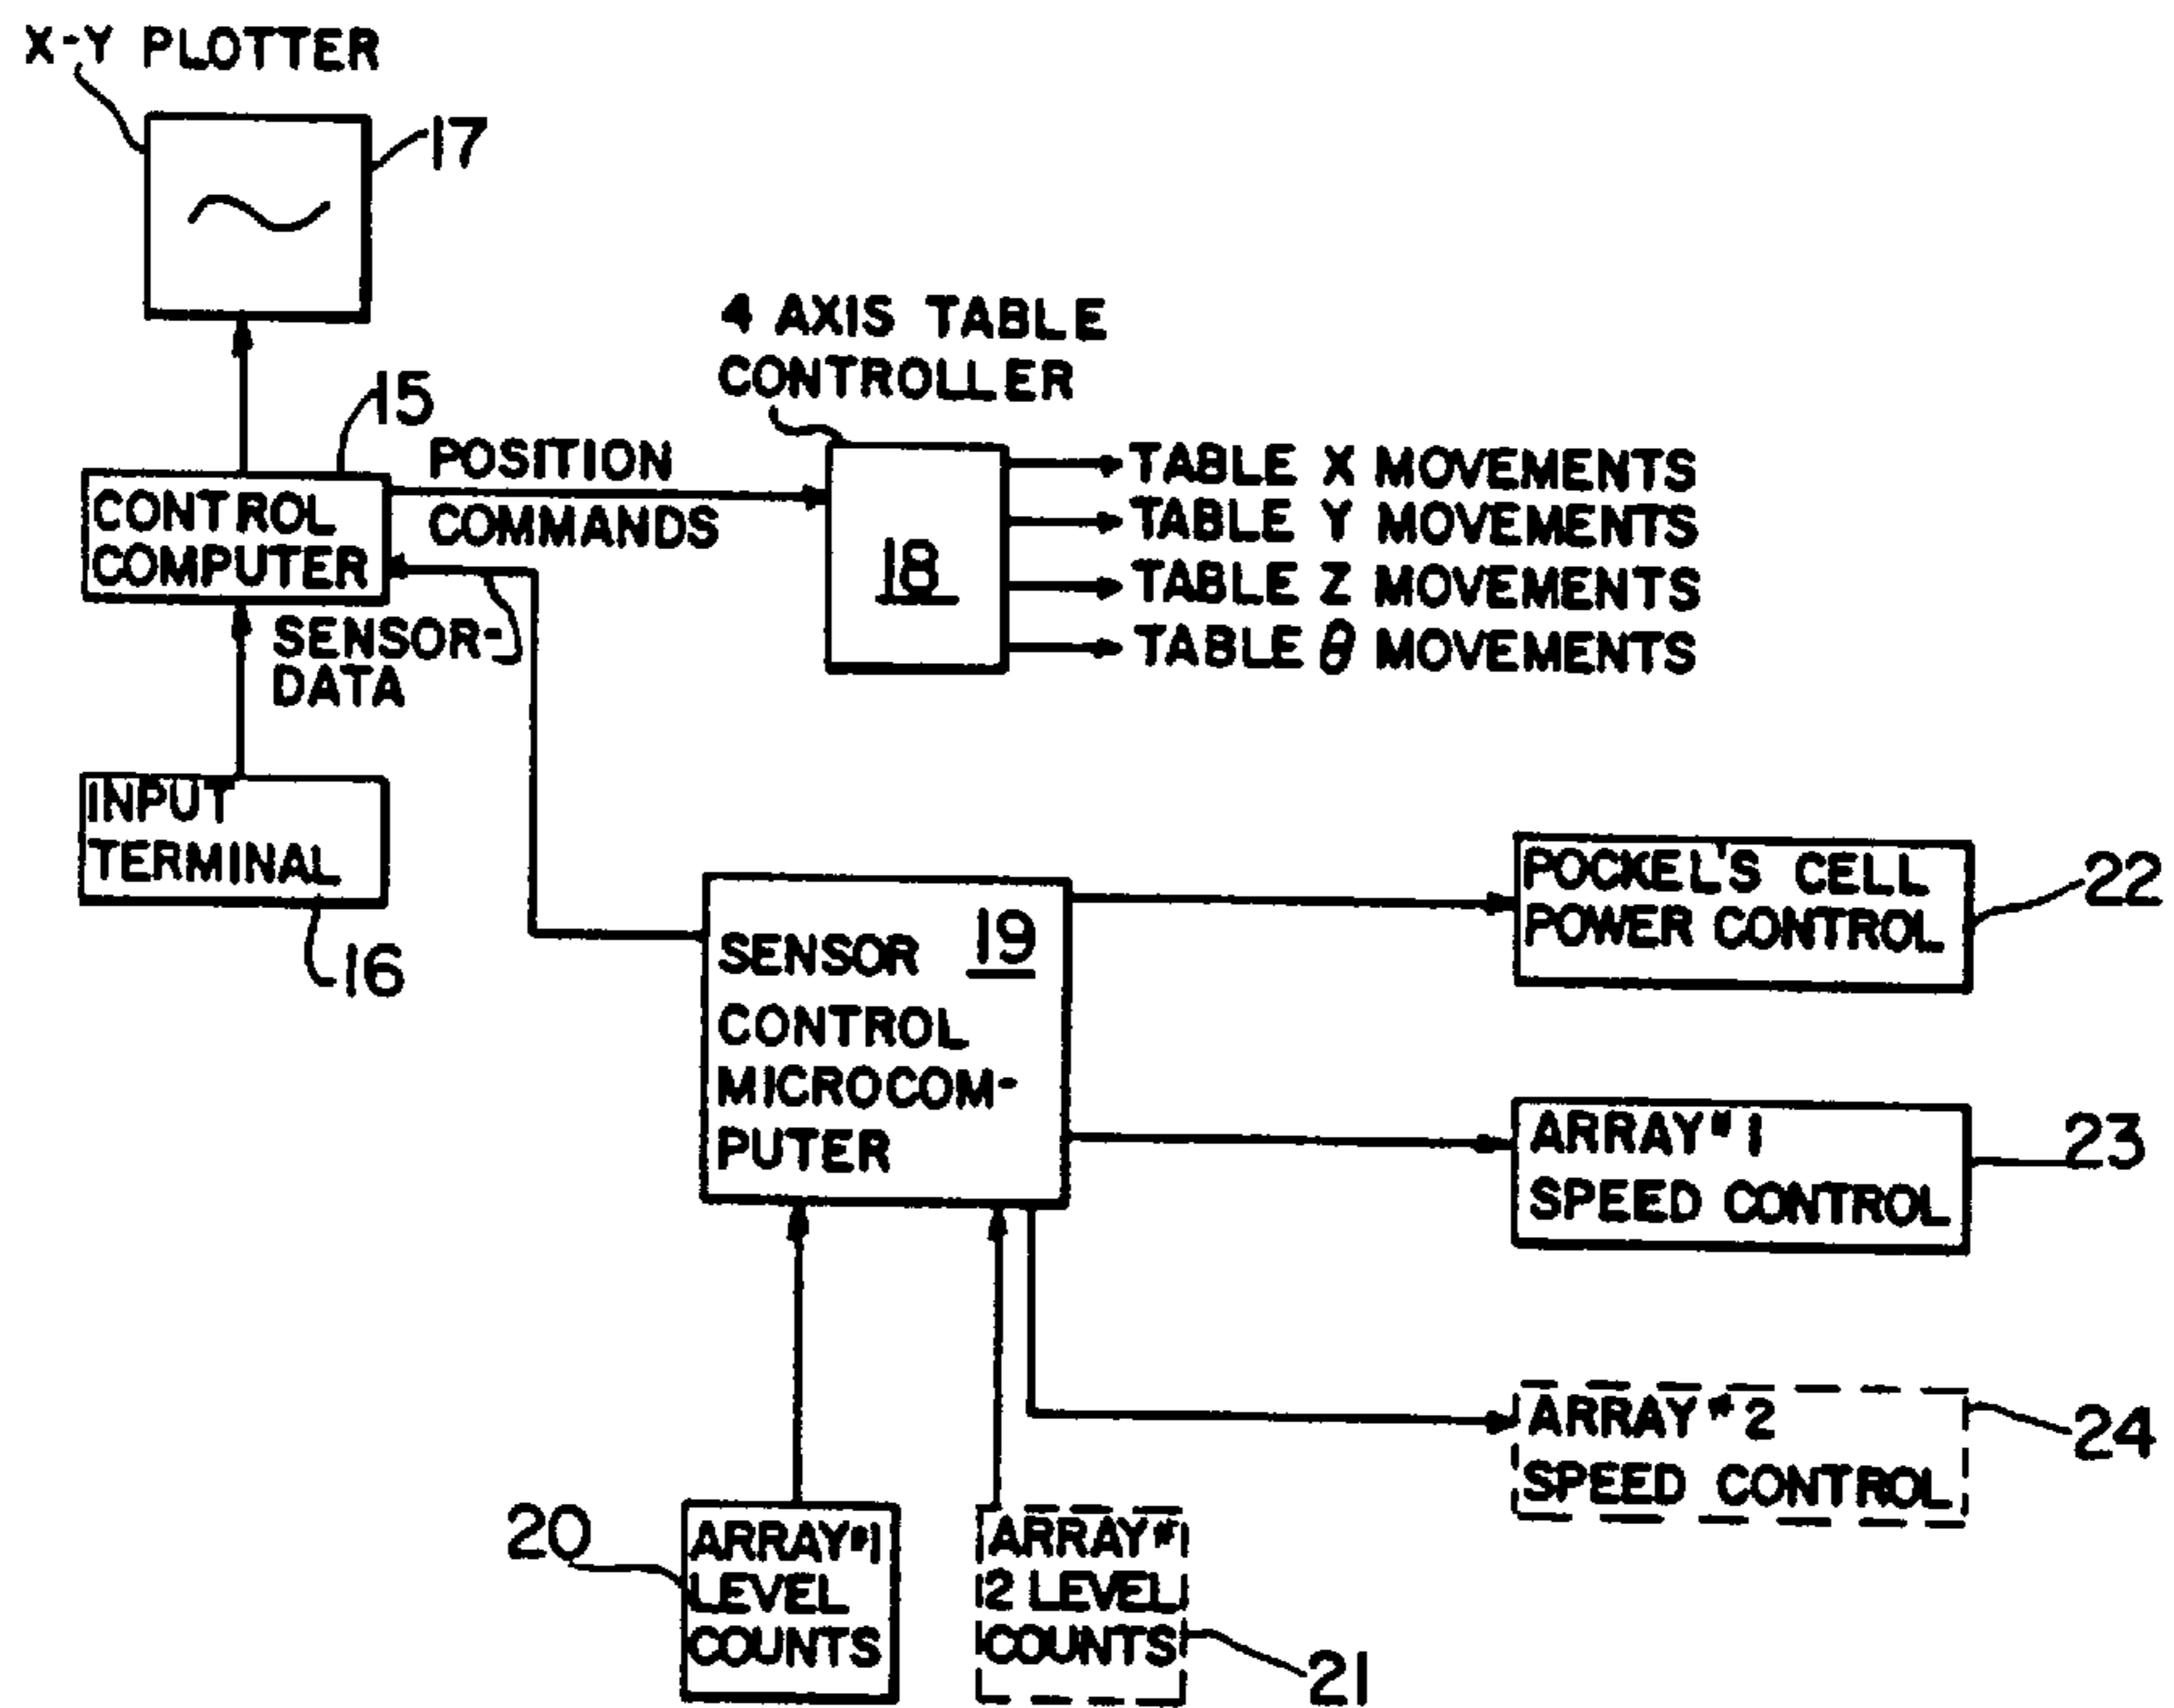 X-Y PLOTTER
17
4 AXIS TABLE
CONTROLLER
15
POSITION
COMMANDS
CONTROL
COMPUTER
18
TABLE X MOVEMENTS
TABLE Y MOVEMENTS
TABLE Z MOVEMENTS
TABLE θ MOVEMENTS
SENSOR-
DATA
INPUT
TERMINAL
16
19
SENSOR
CONTROL
MICROCOM-
PUTER
POCKEL'S CELL
POWER CONTROL
22
ARRAY #1
SPEED CONTROL
23
ARRAY #2
SPEED CONTROL
24
20
ARRAY #1
LEVEL
COUNTS
ARRAY #
2 LEVEL
COUNTS
21